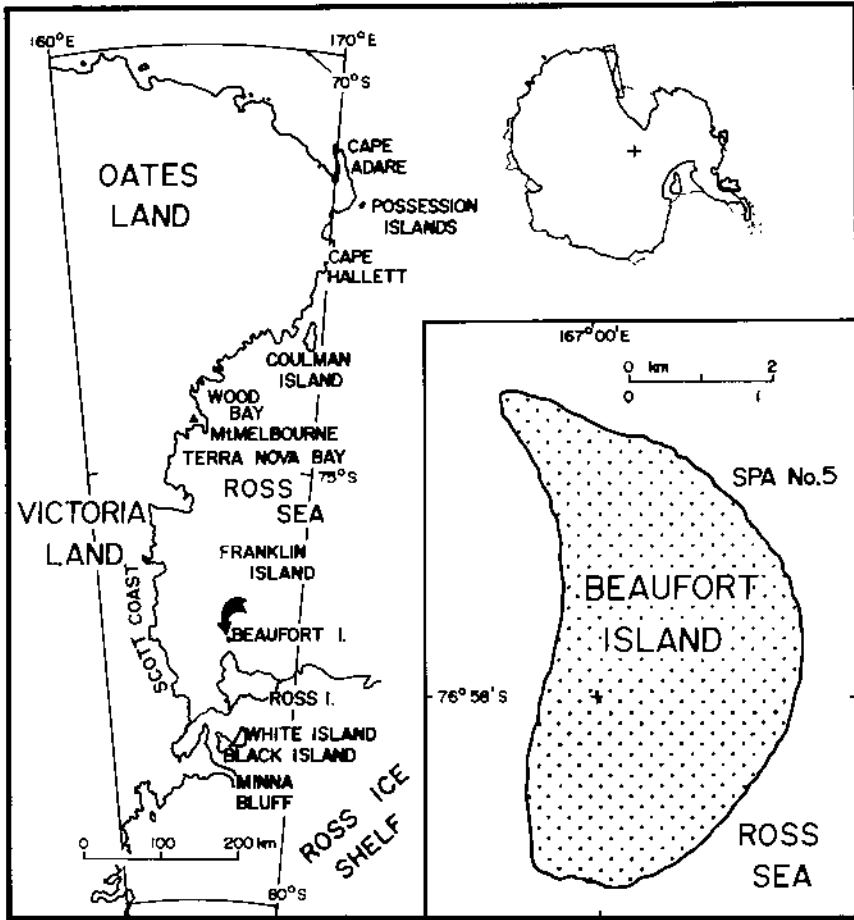 160°E
170°E
70°S
CAPE
ADARE
OATES
LAND
POSSESSION
ISLANDS
CAPE
HALLETT
COULMAN
ISLAND
WOOD
BAY
Mt.MELBOURNE
TERRA NOVA BAY
75°S
ROSS
SEA
VICTORIA
LAND
FRANKLIN
ISLAND
SCOTT COAST
BEAUFORT I.
ROSS I.
WHITE ISLAND
BLACK ISLAND
MINNA
BLUFF
ROSS ICE
SHELF
0 100 200 km
80°S
167°00'E
0 km 2
0 1
SPA No.5
BEAUFORT
ISLAND
76°58'S
ROSS
SEA